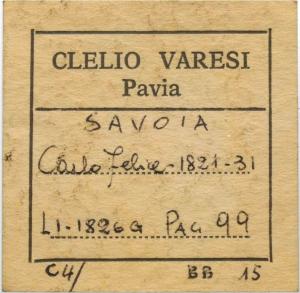 CLELIO VARESI
Pavia
SAVOIA
Carlo Felice-1821-31
L1-1826G PAG 99
C4/ BB 15